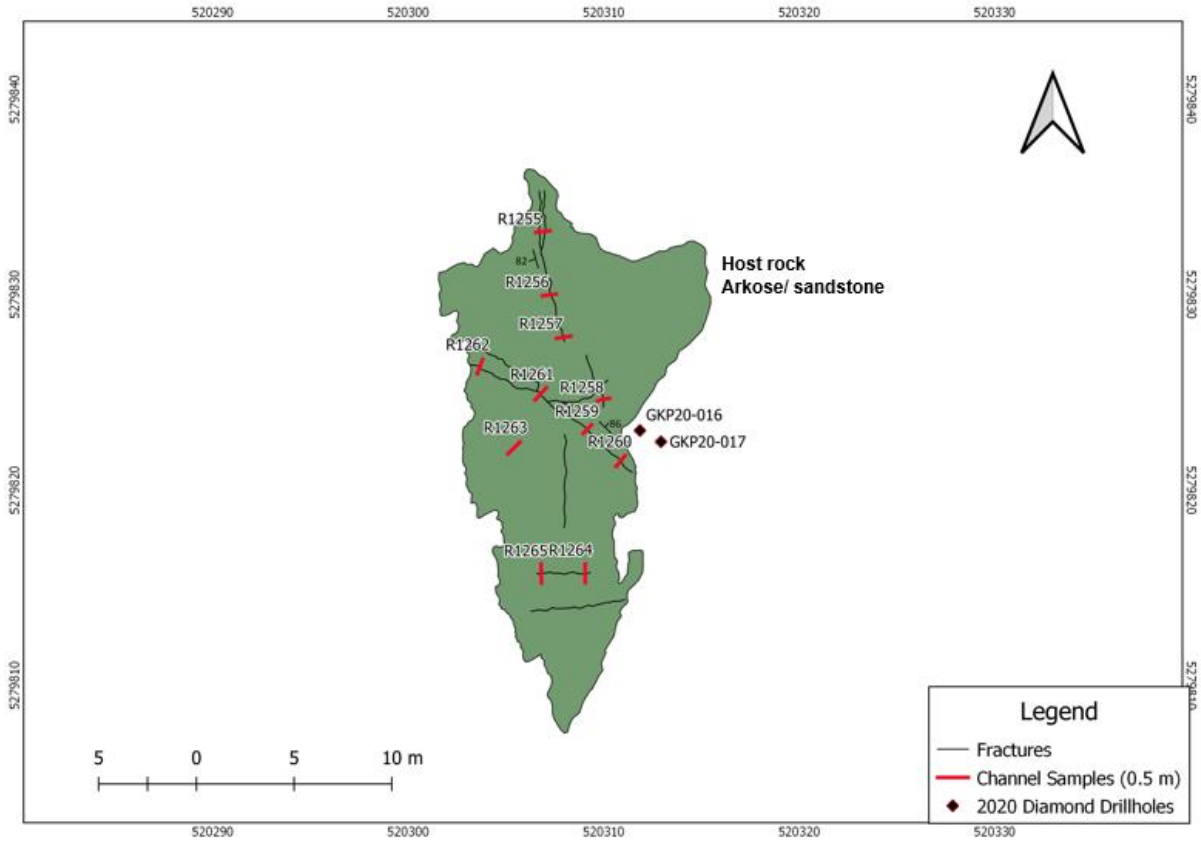 520290 520300 520310 520320 520330
5279840 5279840
R1255
82
Host rock
Arkose/ sandstone
R1256
5279830 5279830
R1257
R1262
R1261
R1258
R1259
GKP20-016
86
R1263
R1260
GKP20-017
5279820 5279820
R1265 R1264
5279810 5279810
Legend
Fractures
Channel Samples (0.5 m)
2020 Diamond Drillholes
5 0 5 10 m
520290 520300 520310 520320 520330